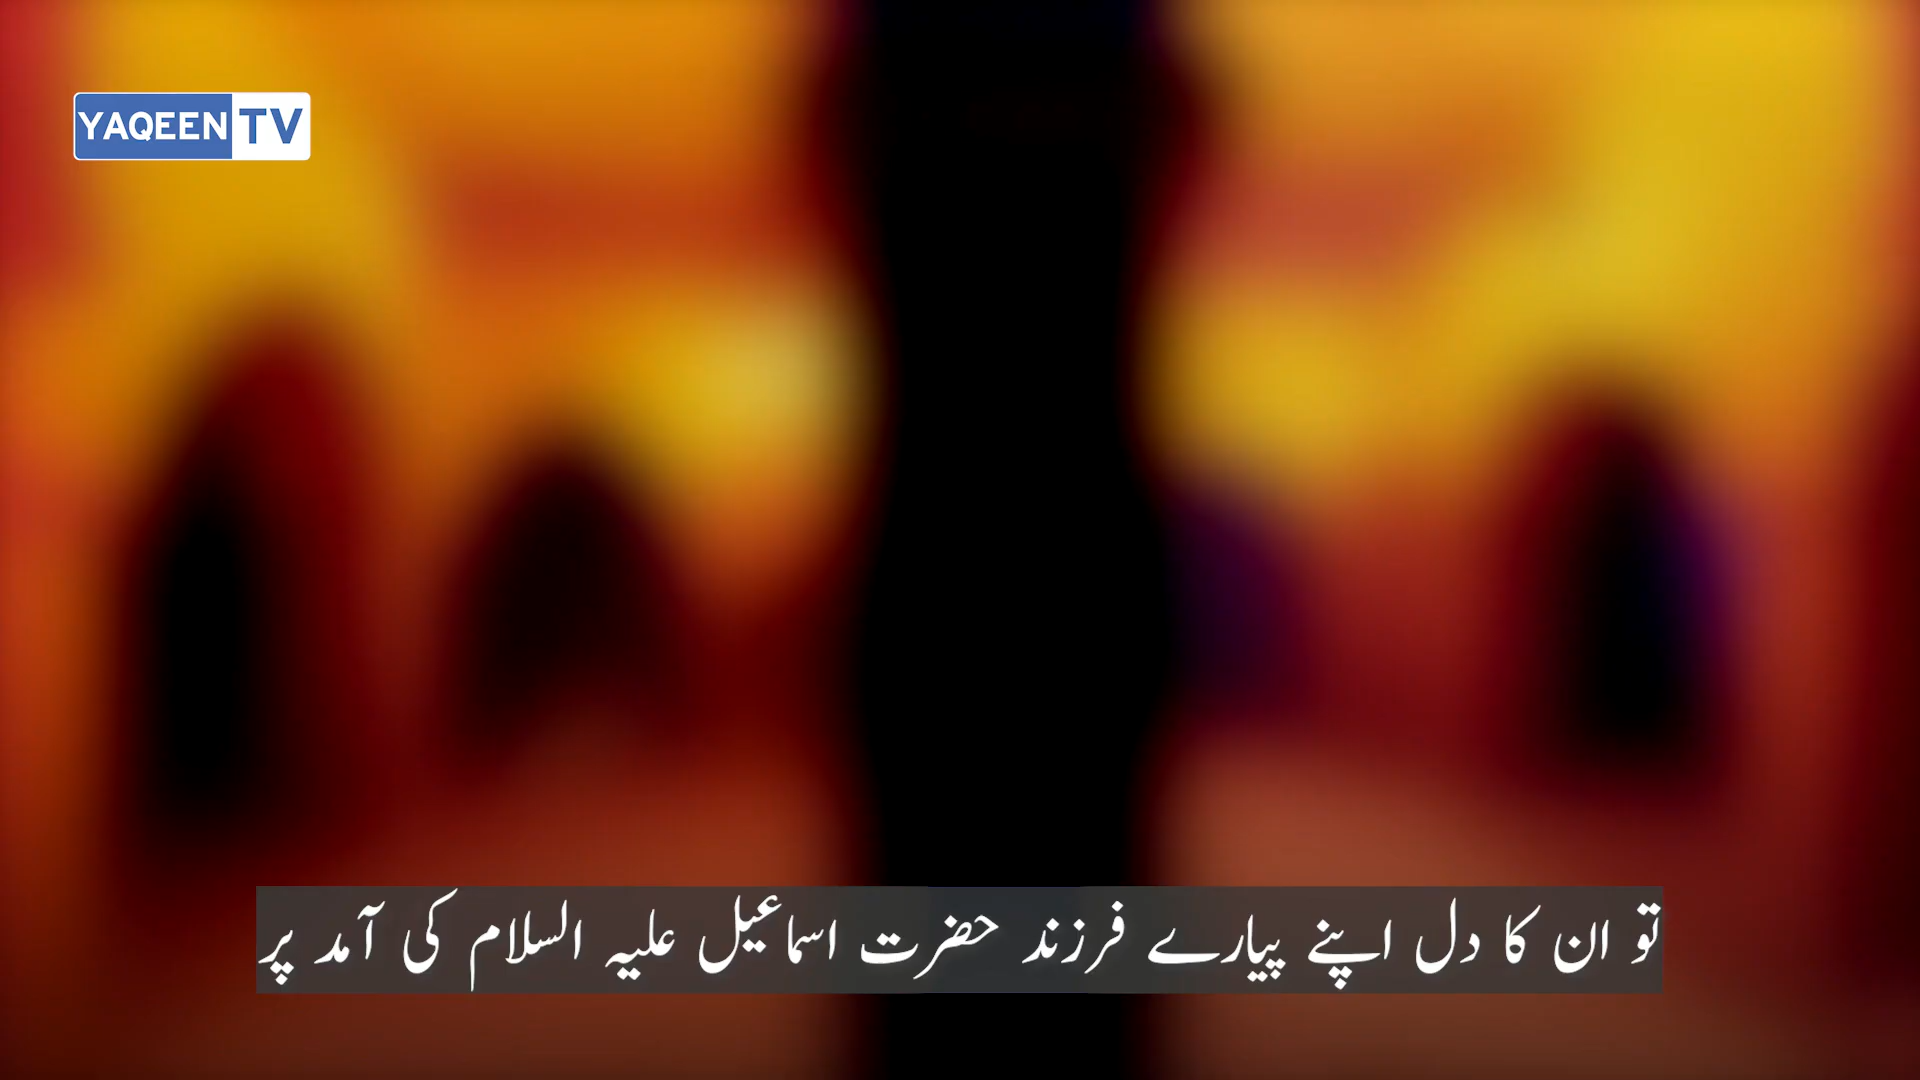 YAQEEN TV
تو ان کا دل اپنے پیارے فرزند حضرت اسماعیل علیہ السلام کی آمد پر